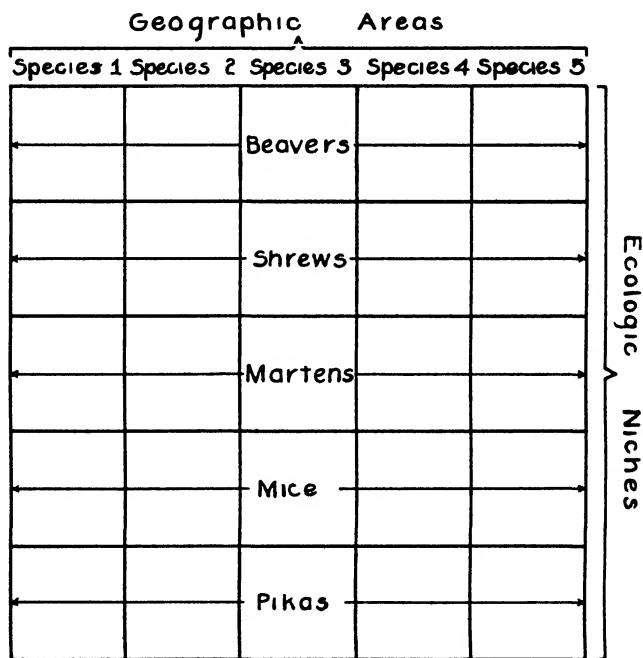 Geographic Areas
Species 1 Species 2 Species 3 Species 4 Species 5
Beavers
Shrews
Martens
Mice
Pikas
Ecologic Niches